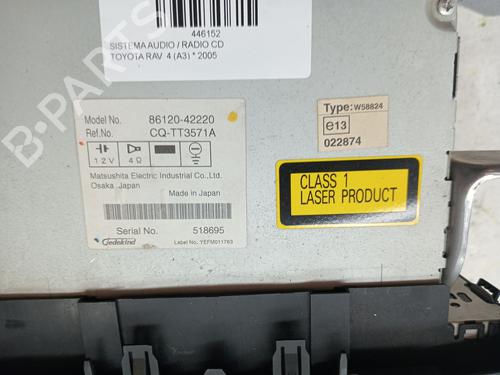 446152
SISTEMA AUDIO / RADIO CD
TOYOTA RAV 4 (A3) * 2005
B-PARTS
Model No. 86120-42220
Ref.No. CQ-TT3571A
12V 4Ω
Matsushita Electric Industrial Co.,Ltd.
Osaka Japan
Made in Japan
Serial No. 518695
Gedekind Label No. YEFM011763
Type: W58824
e13
022874
CLASS 1
LASER PRODUCT